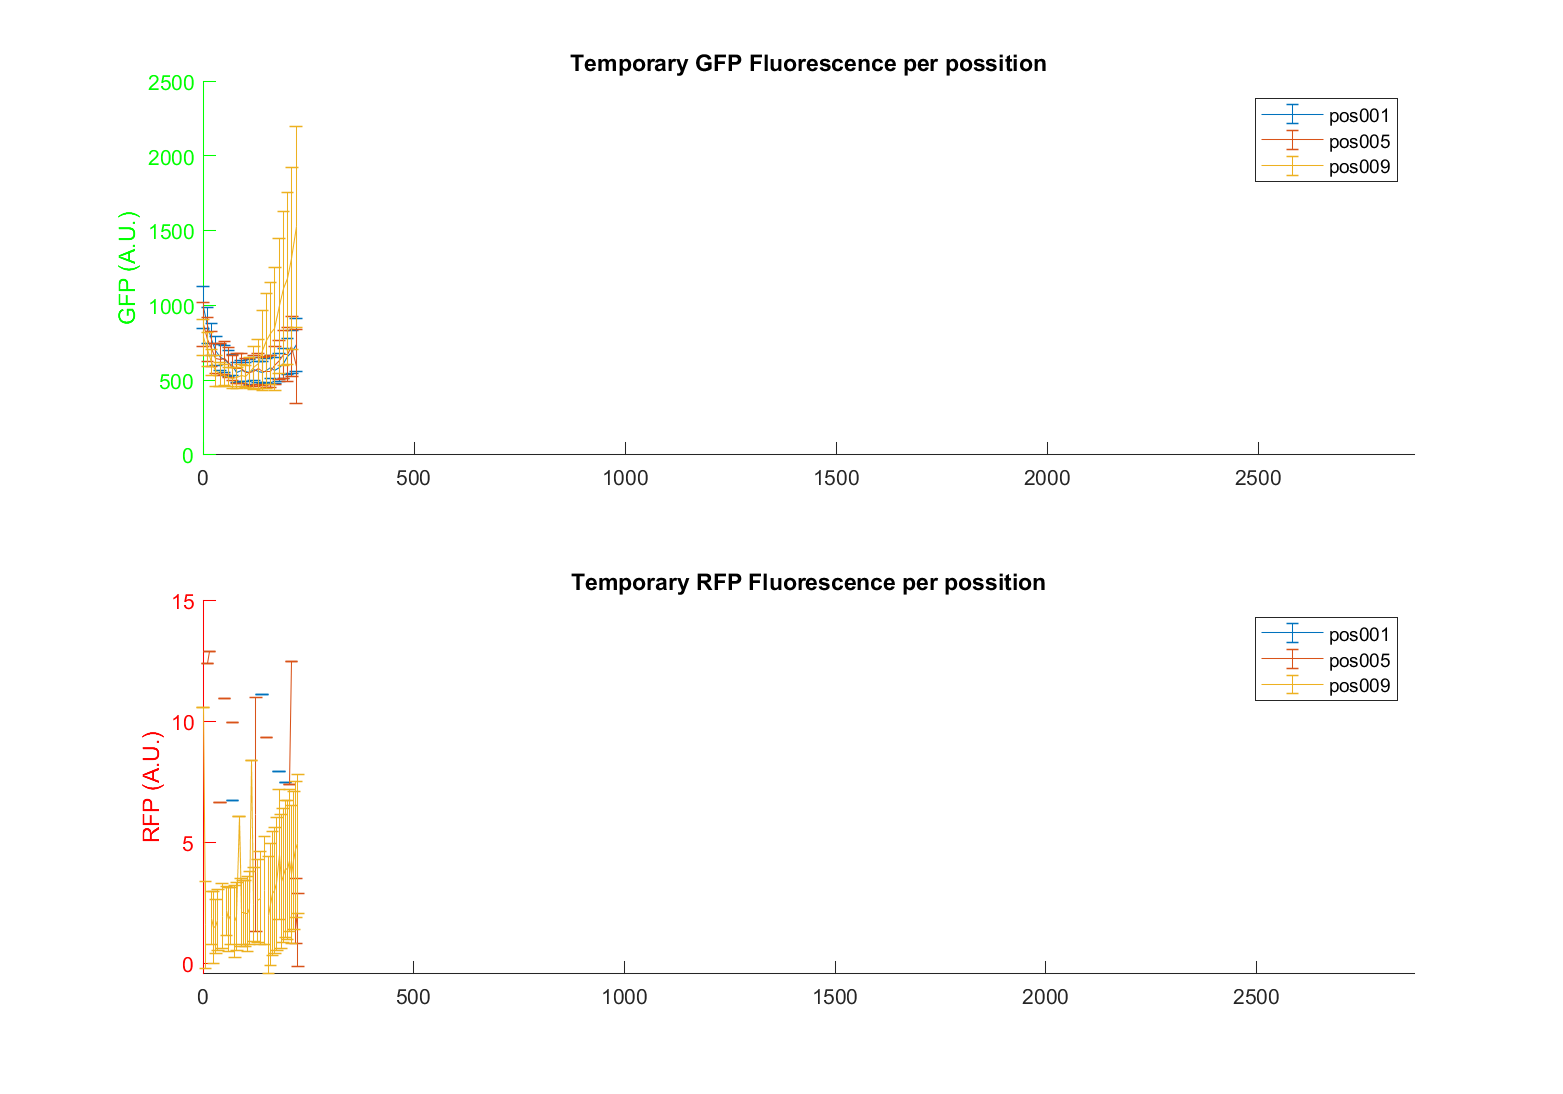 Temporary GFP Fluorescence per possition
GFP (A.U.)
2500
2000
1500
1000
500
0
0 500 1000 1500 2000 2500
pos001
pos005
pos009
Temporary RFP Fluorescence per possition
RFP (A.U.)
15
10
5
0
0 500 1000 1500 2000 2500
pos001
pos005
pos009